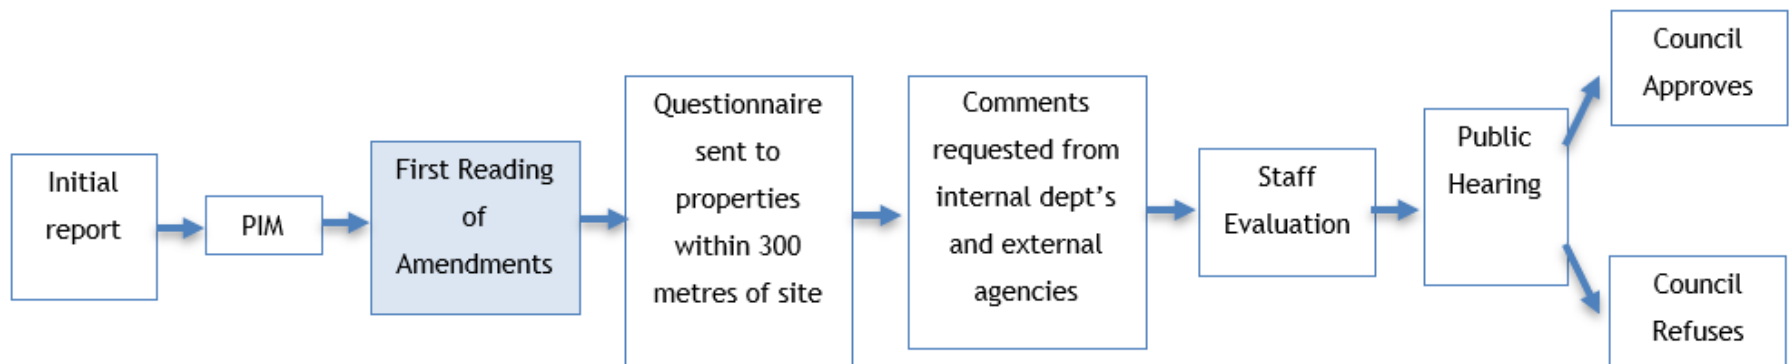 Initial
report
PIM
First Reading
of
Amendments
Questionnaire
sent to
properties
within 300
metres of site
Comments
requested from
internal dept’s
and external
agencies
Staff
Evaluation
Public
Hearing
Council
Approves
Council
Refuses